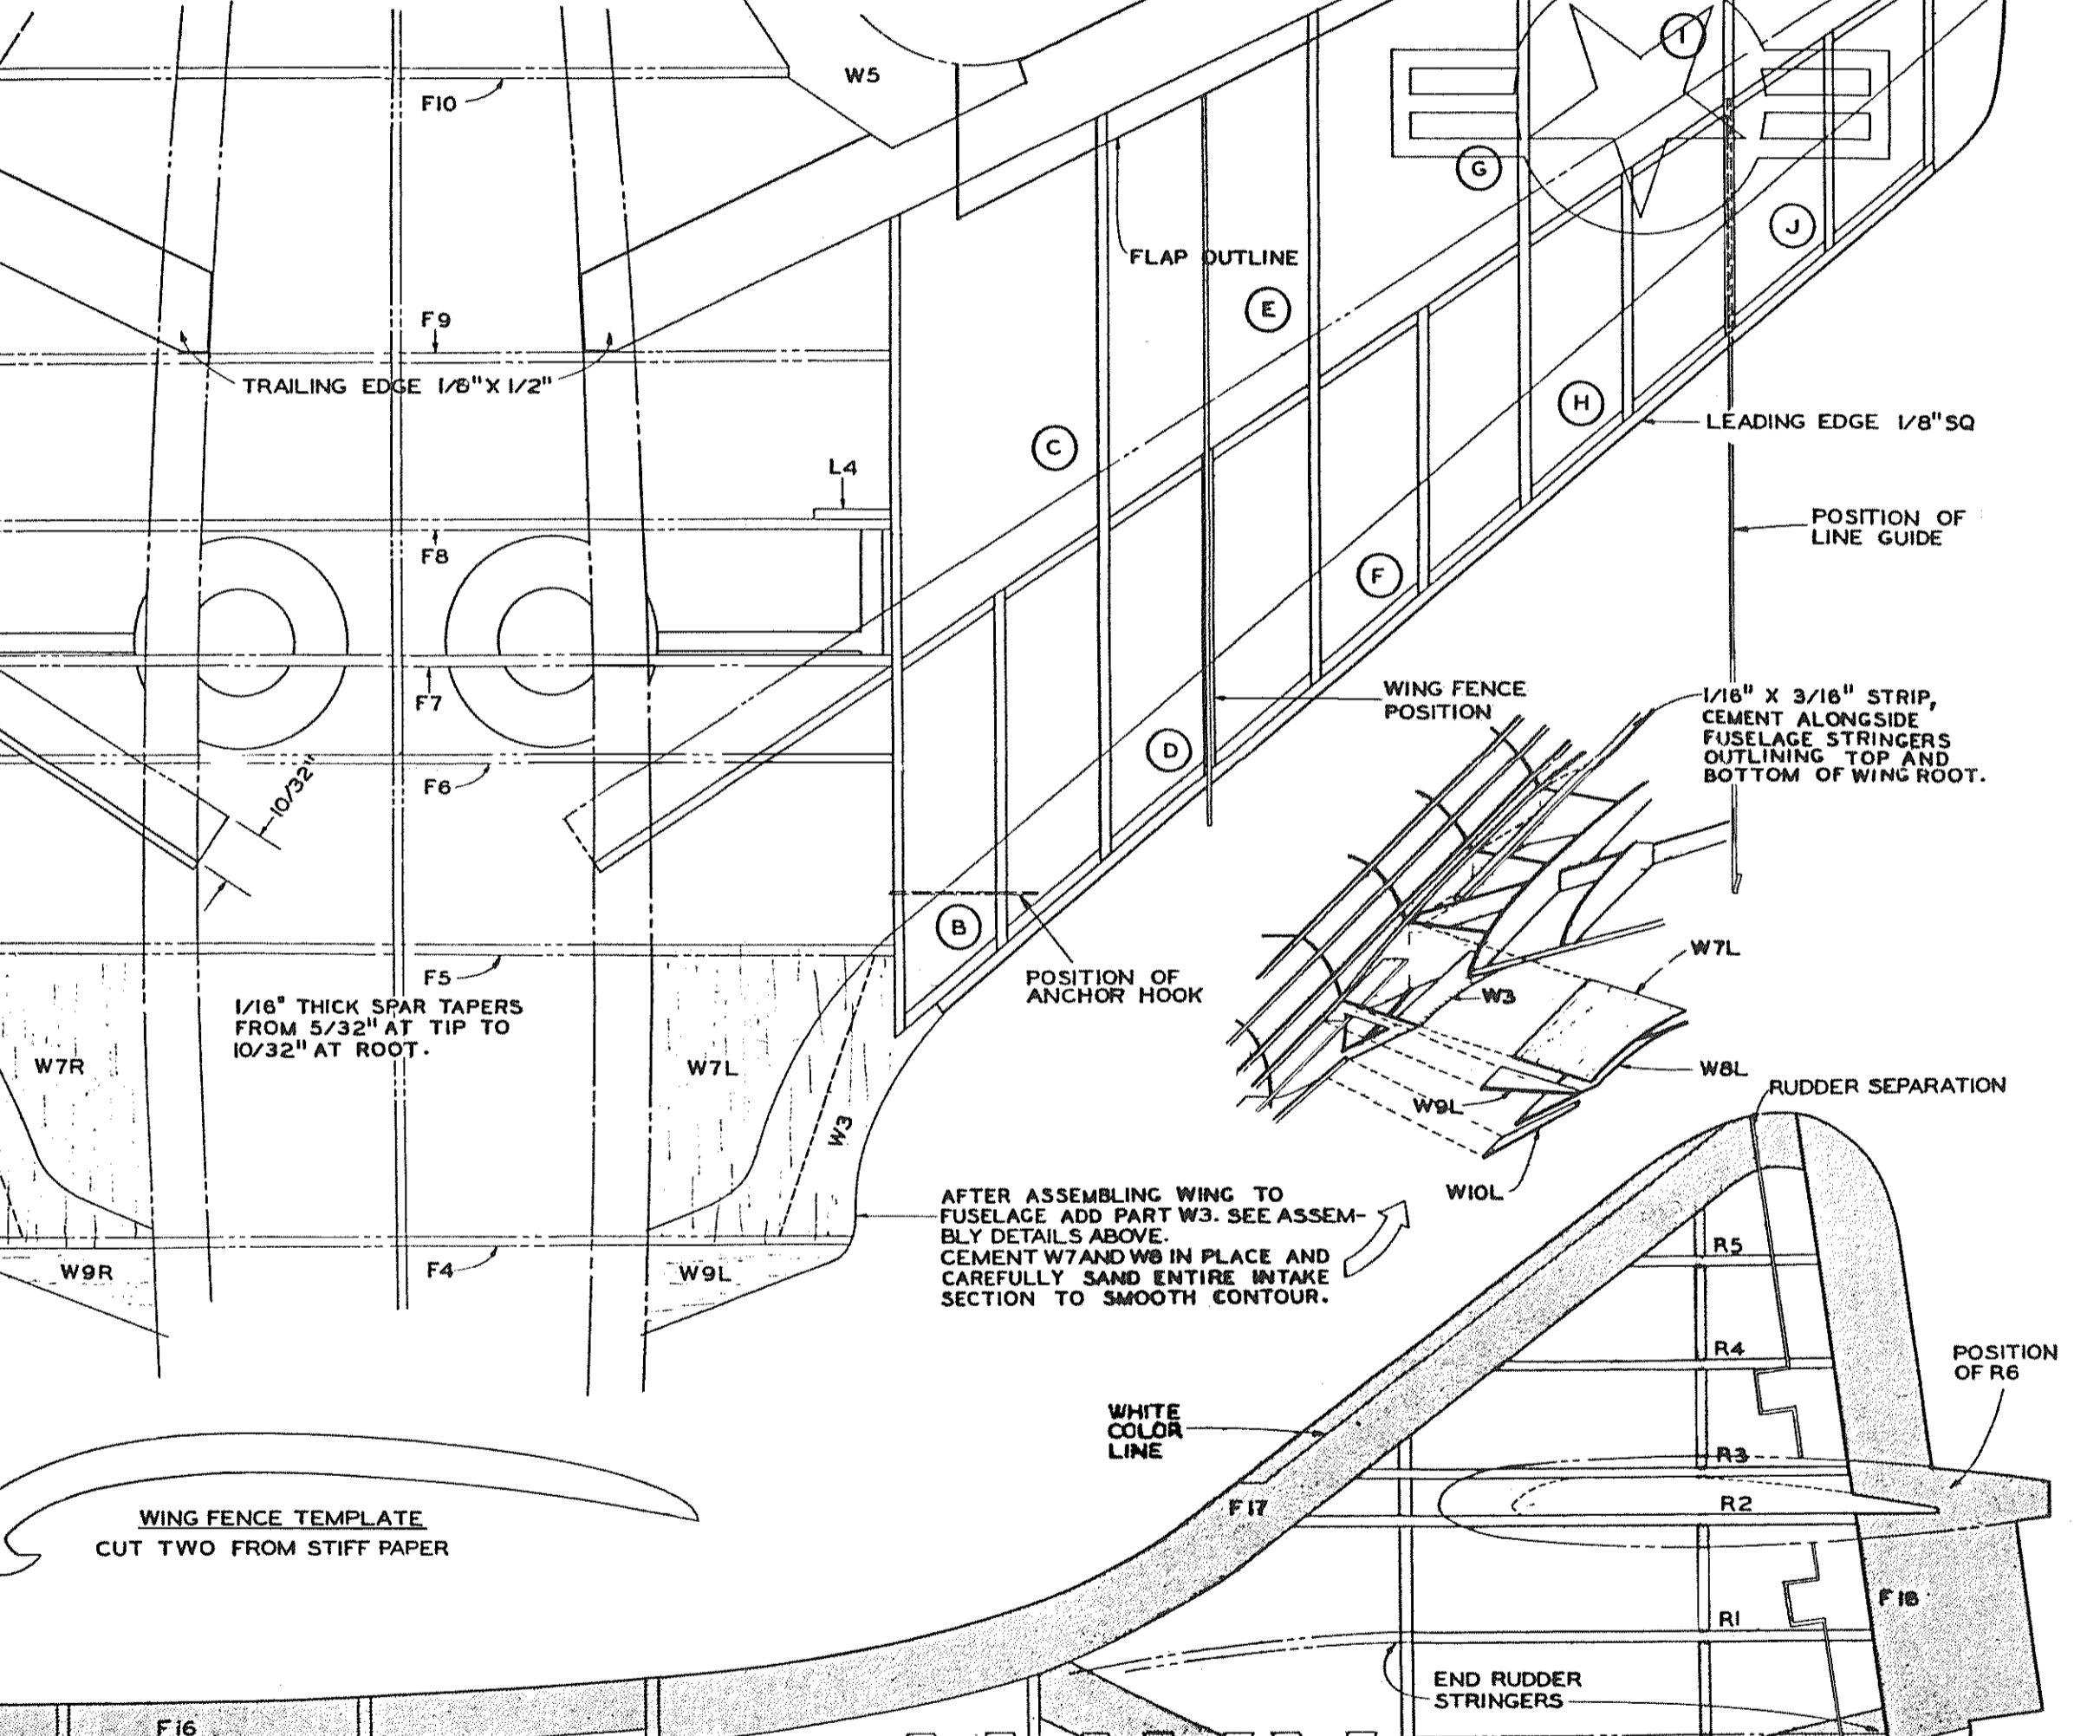 W5
I
F10
G
J
FLAP OUTLINE
E
F9
TRAILING EDGE 1/8" X 1/2"
H
LEADING EDGE 1/8" SQ
C
L4
POSITION OF
LINE GUIDE
F8
F
F7
WING FENCE
POSITION
1/16" X 3/16" STRIP,
CEMENT ALONGSIDE
FUSELAGE STRINGERS
OUTLINING TOP AND
BOTTOM OF WING ROOT.
D
F6
10/32"
B
W7L
F5
POSITION OF
ANCHOR HOOK
W3
1/16" THICK SPAR TAPERS
FROM 5/32" AT TIP TO
10/32" AT ROOT.
W7R
W7L
W3
W8L
W9L
RUDDER SEPARATION
W10L
AFTER ASSEMBLING WING TO
FUSELAGE ADD PART W3. SEE ASSEM-
BLY DETAILS ABOVE.
CEMENT W7 AND W8 IN PLACE AND
CAREFULLY SAND ENTIRE INTAKE
SECTION TO SMOOTH CONTOUR.
W9R
F4
W9L
R5
R4
POSITION
OF R6
WHITE
COLOR
LINE
R3
R2
F17
WING FENCE TEMPLATE
CUT TWO FROM STIFF PAPER
F18
R1
END RUDDER
STRINGERS
F16